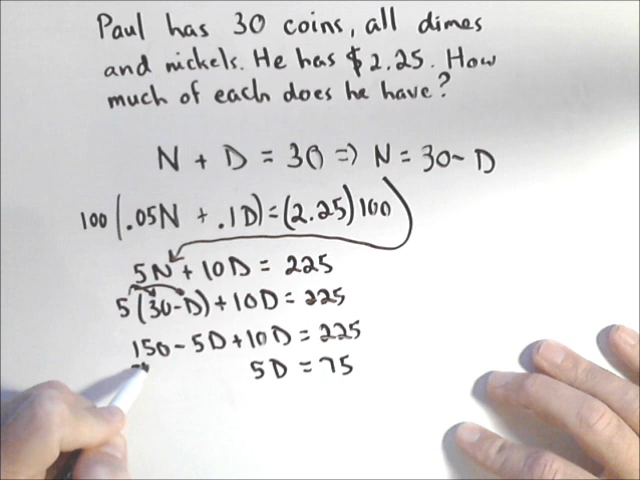 Paul has 30 coins, all dimes
and nickels. He has $2.25. How
much of each does he have?
N + D = 30 => N = 30 - D
100(.05N + .1D) = (2.25)100
5N + 10D = 225
5(30 - D) + 10D = 225
150 - 5D + 10D = 225
5D = 75